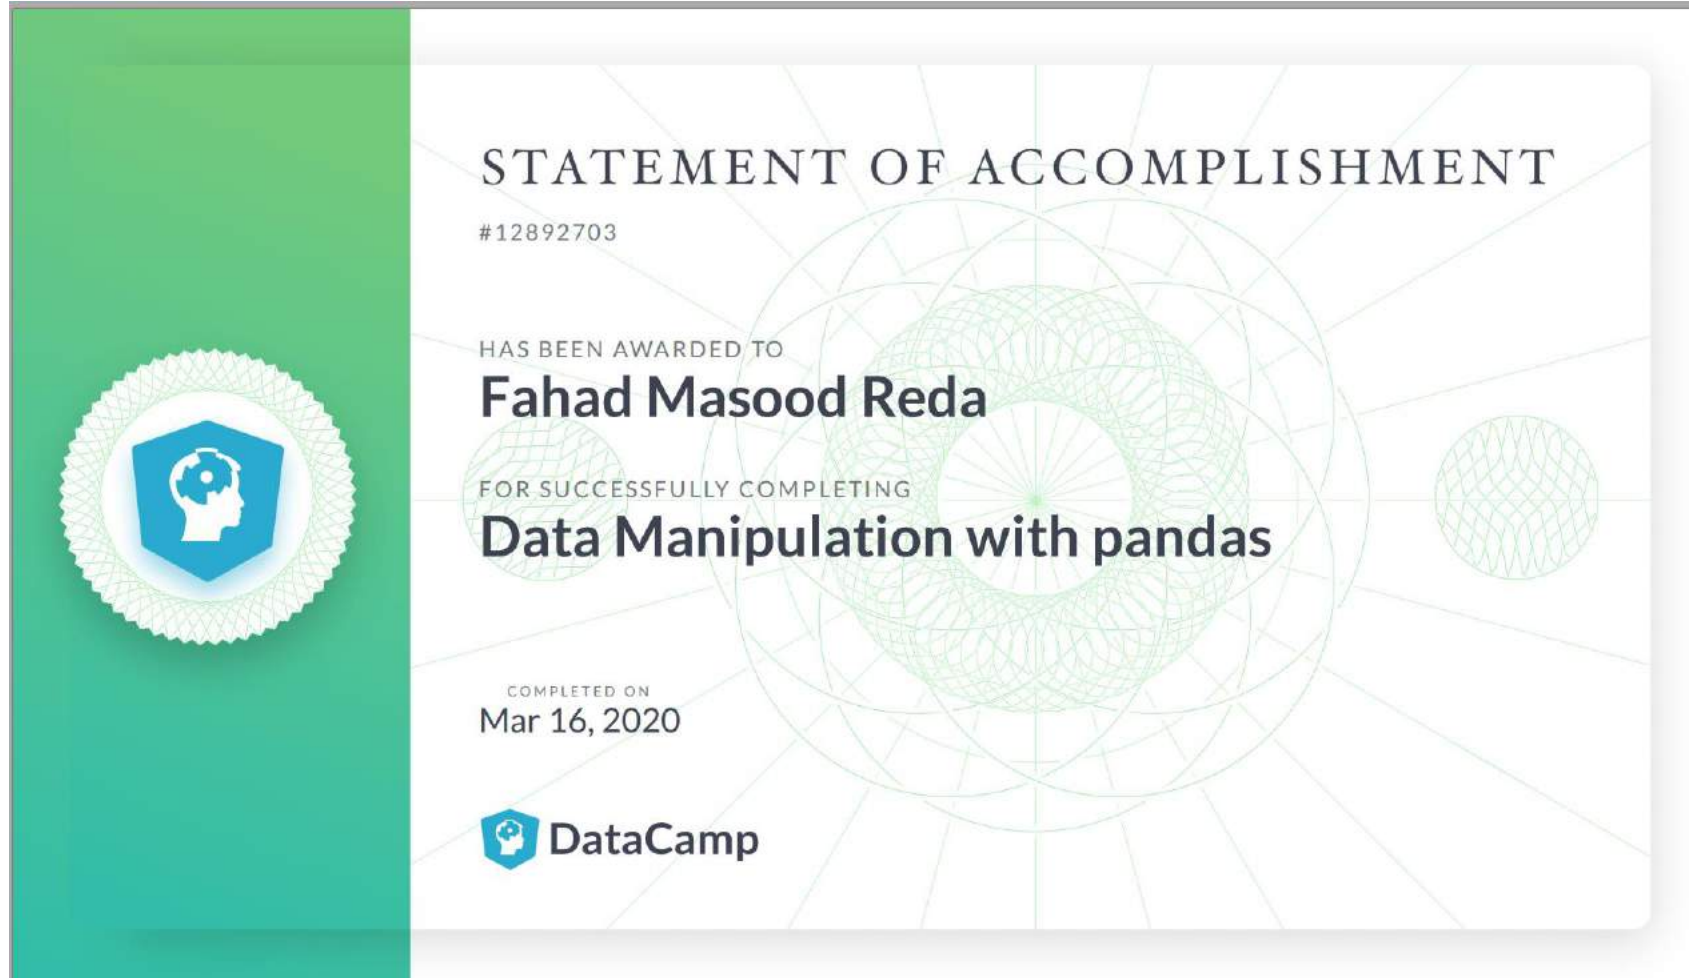 STATEMENT OF ACCOMPLISHMENT
#12892703
HAS BEEN AWARDED TO
Fahad Masood Reda
FOR SUCCESSFULLY COMPLETING
Data Manipulation with pandas
COMPLETED ON
Mar 16, 2020
DataCamp